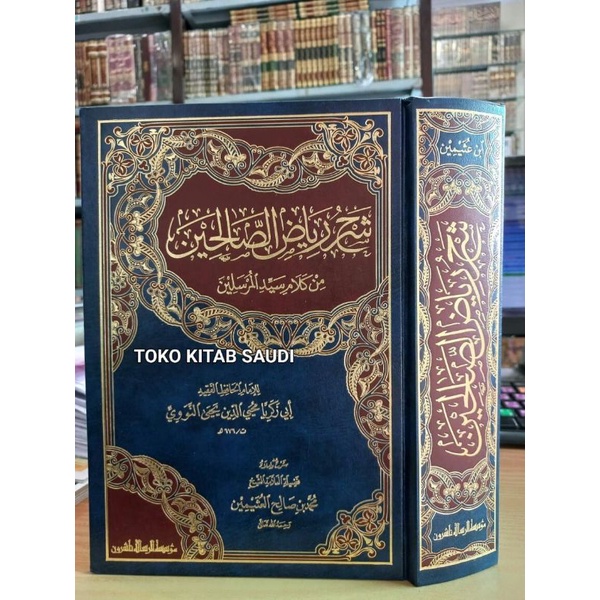 شرح رياض الصالحين
من كلام سيد المرسلين
TOKO KITAB SAUDI
للإمام الحافظ الفقيه
أبي زكريا محيي الدين يحيى النووي
ت/٦٧٦هـ
فضيلة العلامة الشيخ
محمد بن صالح العثيمين
مؤسسة الرسالة ناشرون
ابن عثيمين
شرح رياض الصالحين
مؤسسة الرسالة ناشرون